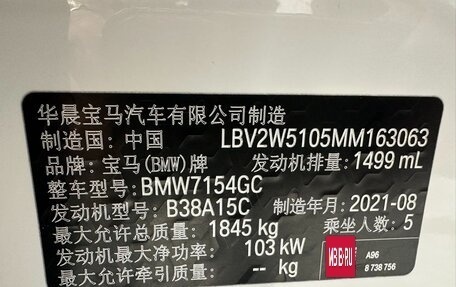 华晨宝马汽车有限公司制造
制造国: 中国 LBV2W5105MM163063
品牌: 宝马(BMW)牌 发动机排量: 1499 mL
整车型号: BMW7154GC
发动机型号: B38A15C 制造年月: 2021-08
最大允许总质量: 1845 kg 乘坐人数: 5
发动机最大净功率: 103 kW
最大允许牵引质量: -- kg
MB.RU
A96
8 738 756